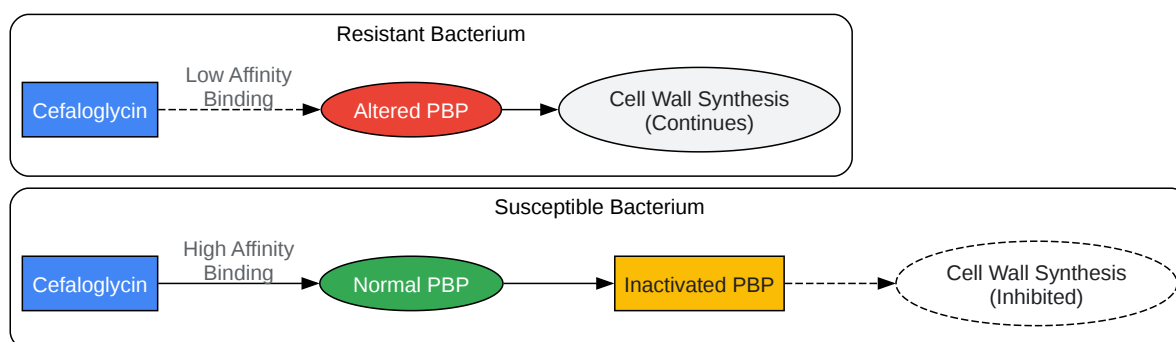 Resistant Bacterium
Cefaloglycin
Low Affinity
Binding
Altered PBP
Cell Wall Synthesis
(Continues)
Susceptible Bacterium
Cefaloglycin
High Affinity
Binding
Normal PBP
Inactivated PBP
Cell Wall Synthesis
(Inhibited)